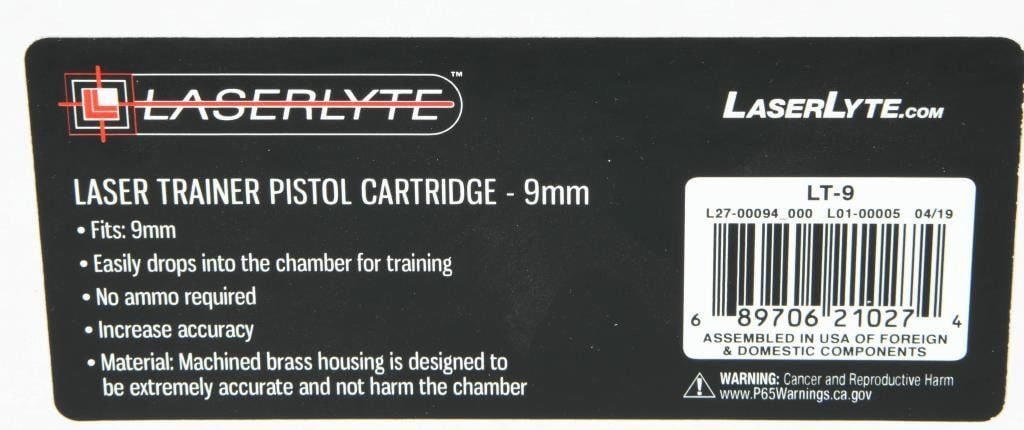 LASERLYTE™
LASERLYTE.COM
LASER TRAINER PISTOL CARTRIDGE - 9mm
• Fits: 9mm
• Easily drops into the chamber for training
• No ammo required
• Increase accuracy
• Material: Machined brass housing is designed to
be extremely accurate and not harm the chamber
LT-9
L27-00094_000 L01-00005 04/19
6 89706 21027 4
ASSEMBLED IN USA OF FOREIGN
& DOMESTIC COMPONENTS
WARNING: Cancer and Reproductive Harm
www.P65Warnings.ca.gov